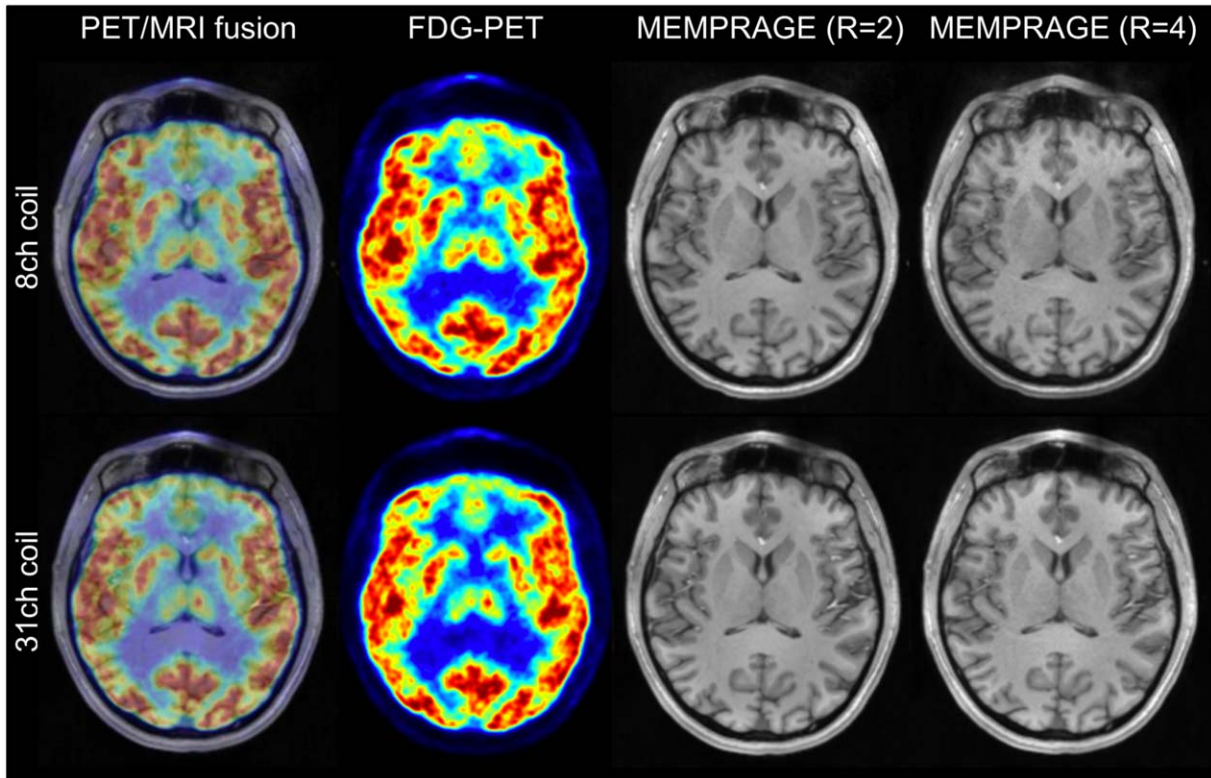 PET/MRI fusion
FDG-PET
MEMPRAGE (R=2)
MEMPRAGE (R=4)
8ch coil
31ch coil